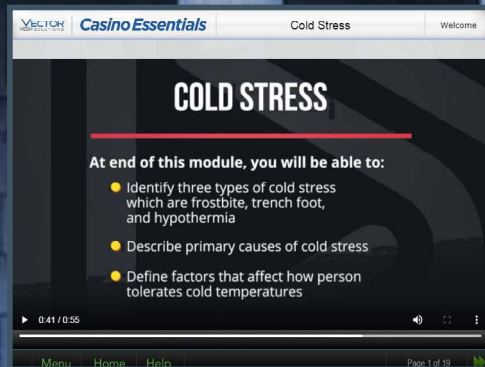 VECTOR
SOLUTIONS
Casino Essentials
Cold Stress
Welcome
COLD STRESS
At end of this module, you will be able to:
Identify three types of cold stress
which are frostbite, trench foot,
and hypothermia
Describe primary causes of cold stress
Define factors that affect how person
tolerates cold temperatures
0:41 / 0:55
Menu Home Help Page 1 of 19